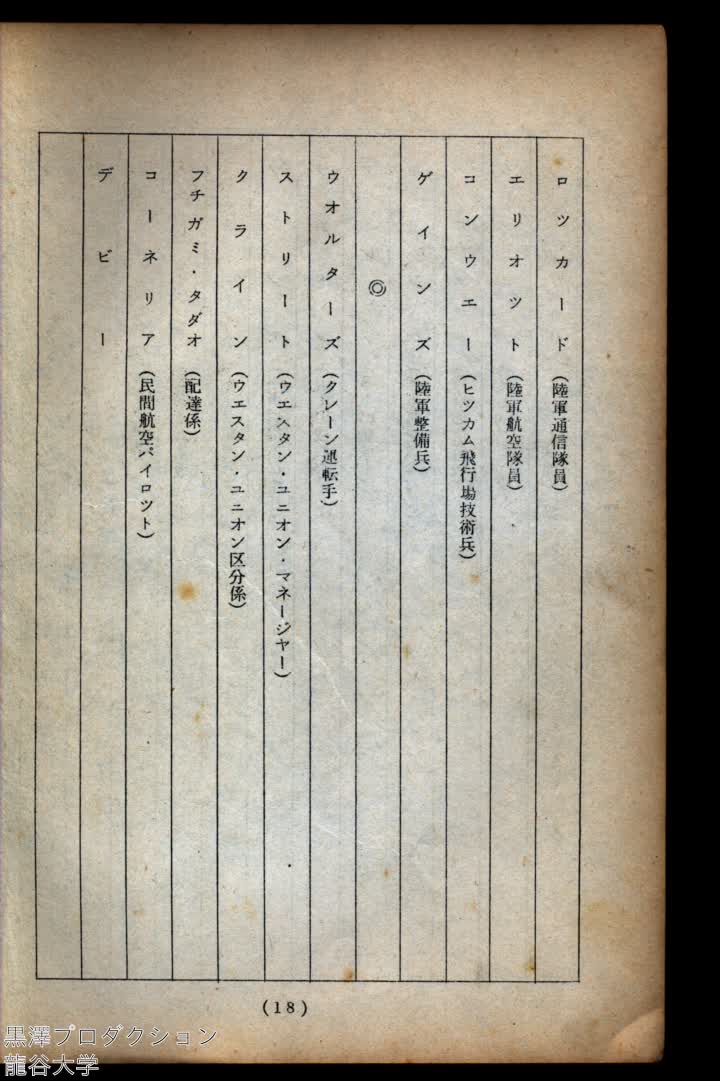 ロツカード（陸軍通信隊員）
エリオツト（陸軍航空隊員）
コンウエー（ヒツカム飛行場技術兵）
ゲインズ（陸軍整備兵）
◎
ウオルターズ（クレーン運転手）
ストリート（ウエスタン・ユニオン・マネージャー）
クライン（ウエスタン・ユニオン区分係）
フチガミ・タダオ（配達係）
コーネリア（民間航空パイロツト）
デビー
(18)
黒澤プロダクション
龍谷大学